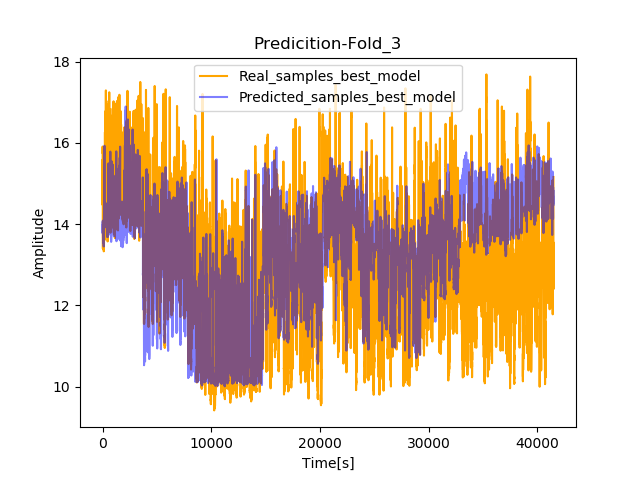 Predicition-Fold_3
Real_samples_best_model
Predicted_samples_best_model
18
16
14
12
10
Amplitude
0 10000 20000 30000 40000
Time[s]